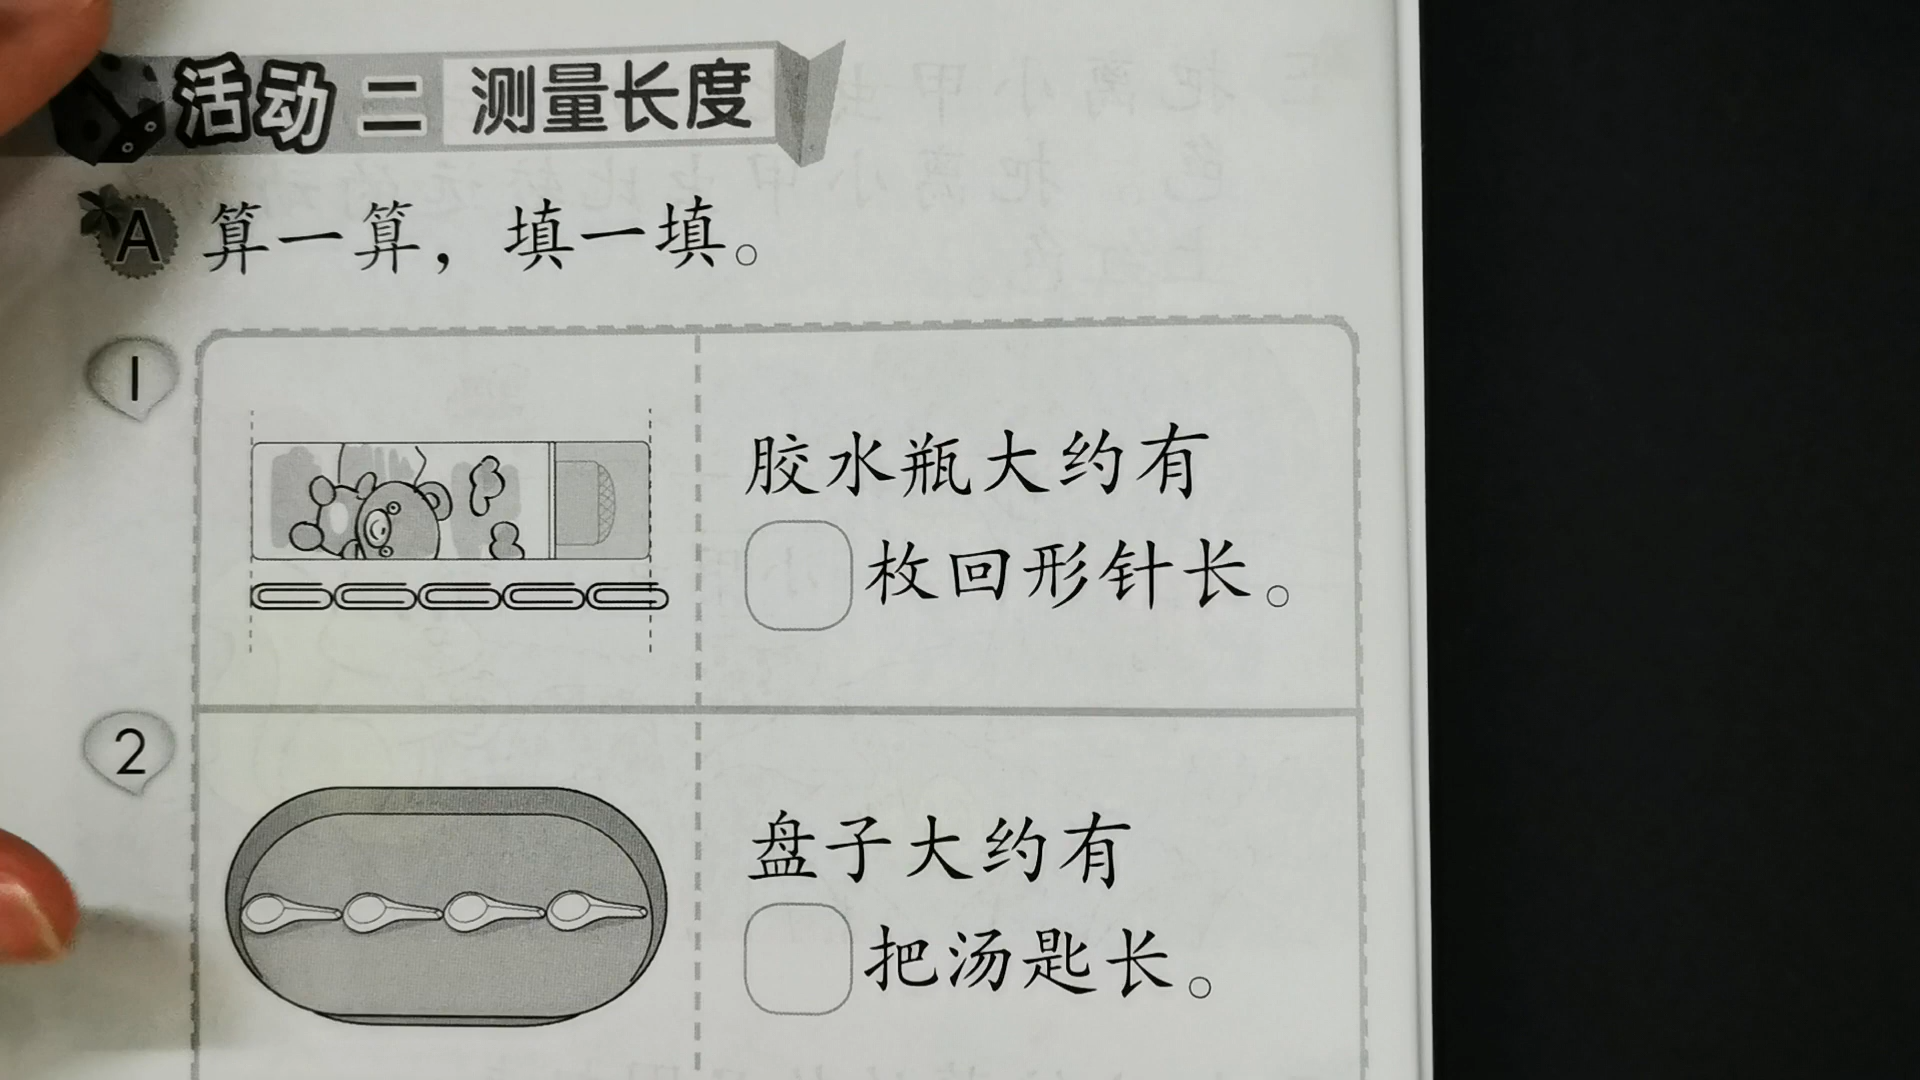 活动二 测量长度
A 算一算，填一填。
1
胶水瓶大约有
枚回形针长。
2
盘子大约有
把汤匙长。